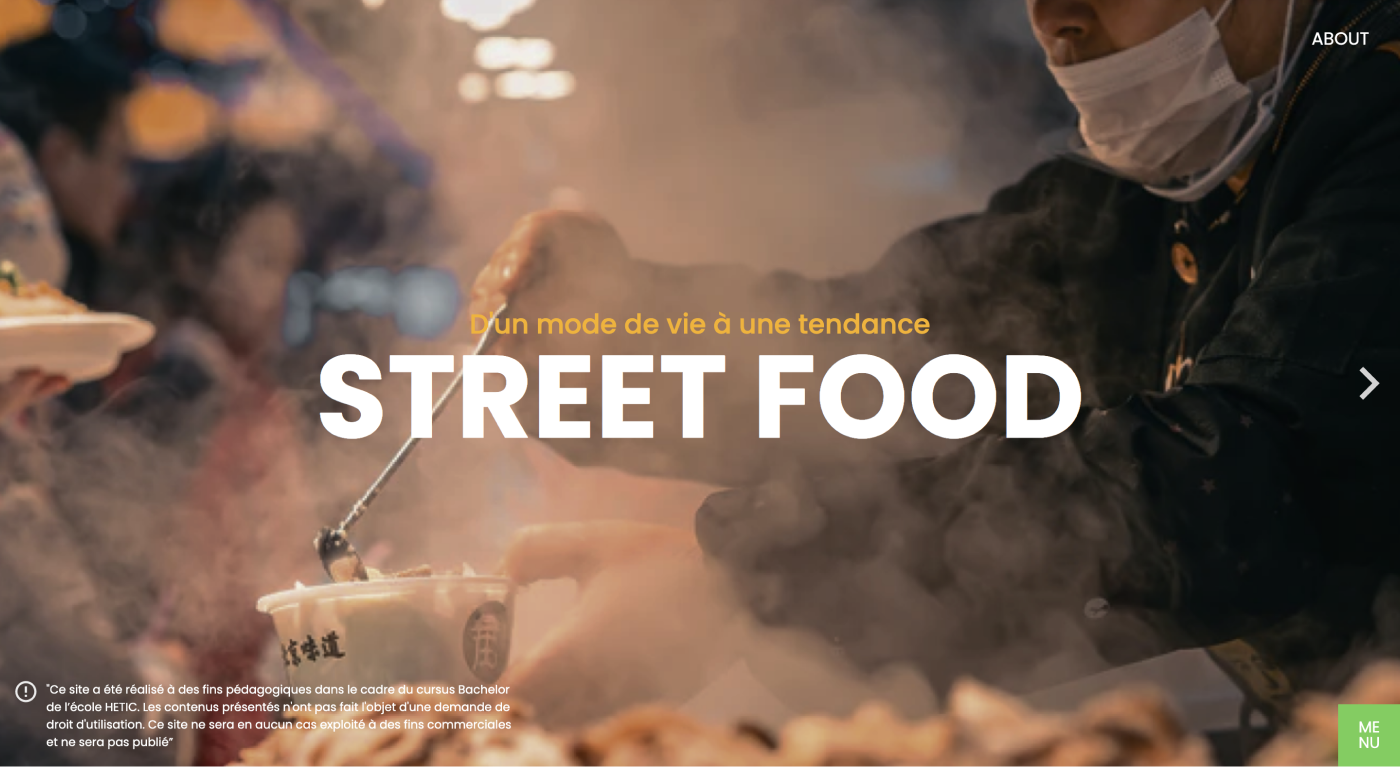 ABOUT
D'un mode de vie à une tendance
STREET FOOD
味道
"Ce site a été réalisé à des fins pédagogiques dans le cadre du cursus Bachelor
de l'école HETIC. Les contenus présentés n'ont pas fait l'objet d'une demande de
droit d'utilisation. Ce site ne sera en aucun cas exploité à des fins commerciales
et ne sera pas publié"
ME
NU